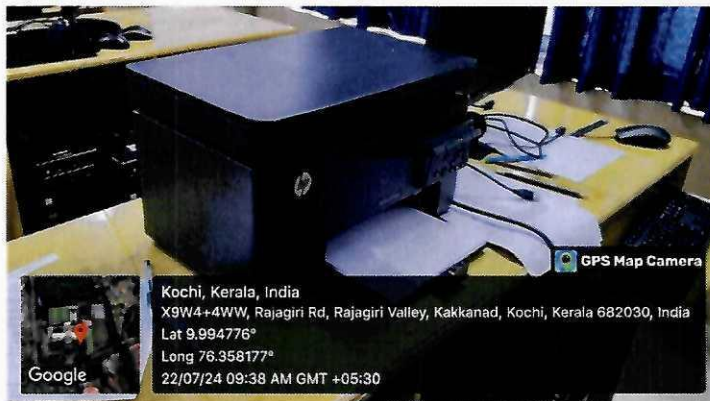 hp
GPS Map Camera
Kochi, Kerala, India
X9W4+4WW, Rajagiri Rd, Rajagiri Valley, Kakkanad, Kochi, Kerala 682030, India
Lat 9.994776°
Long 76.358177°
22/07/24 09:38 AM GMT +05:30
Google